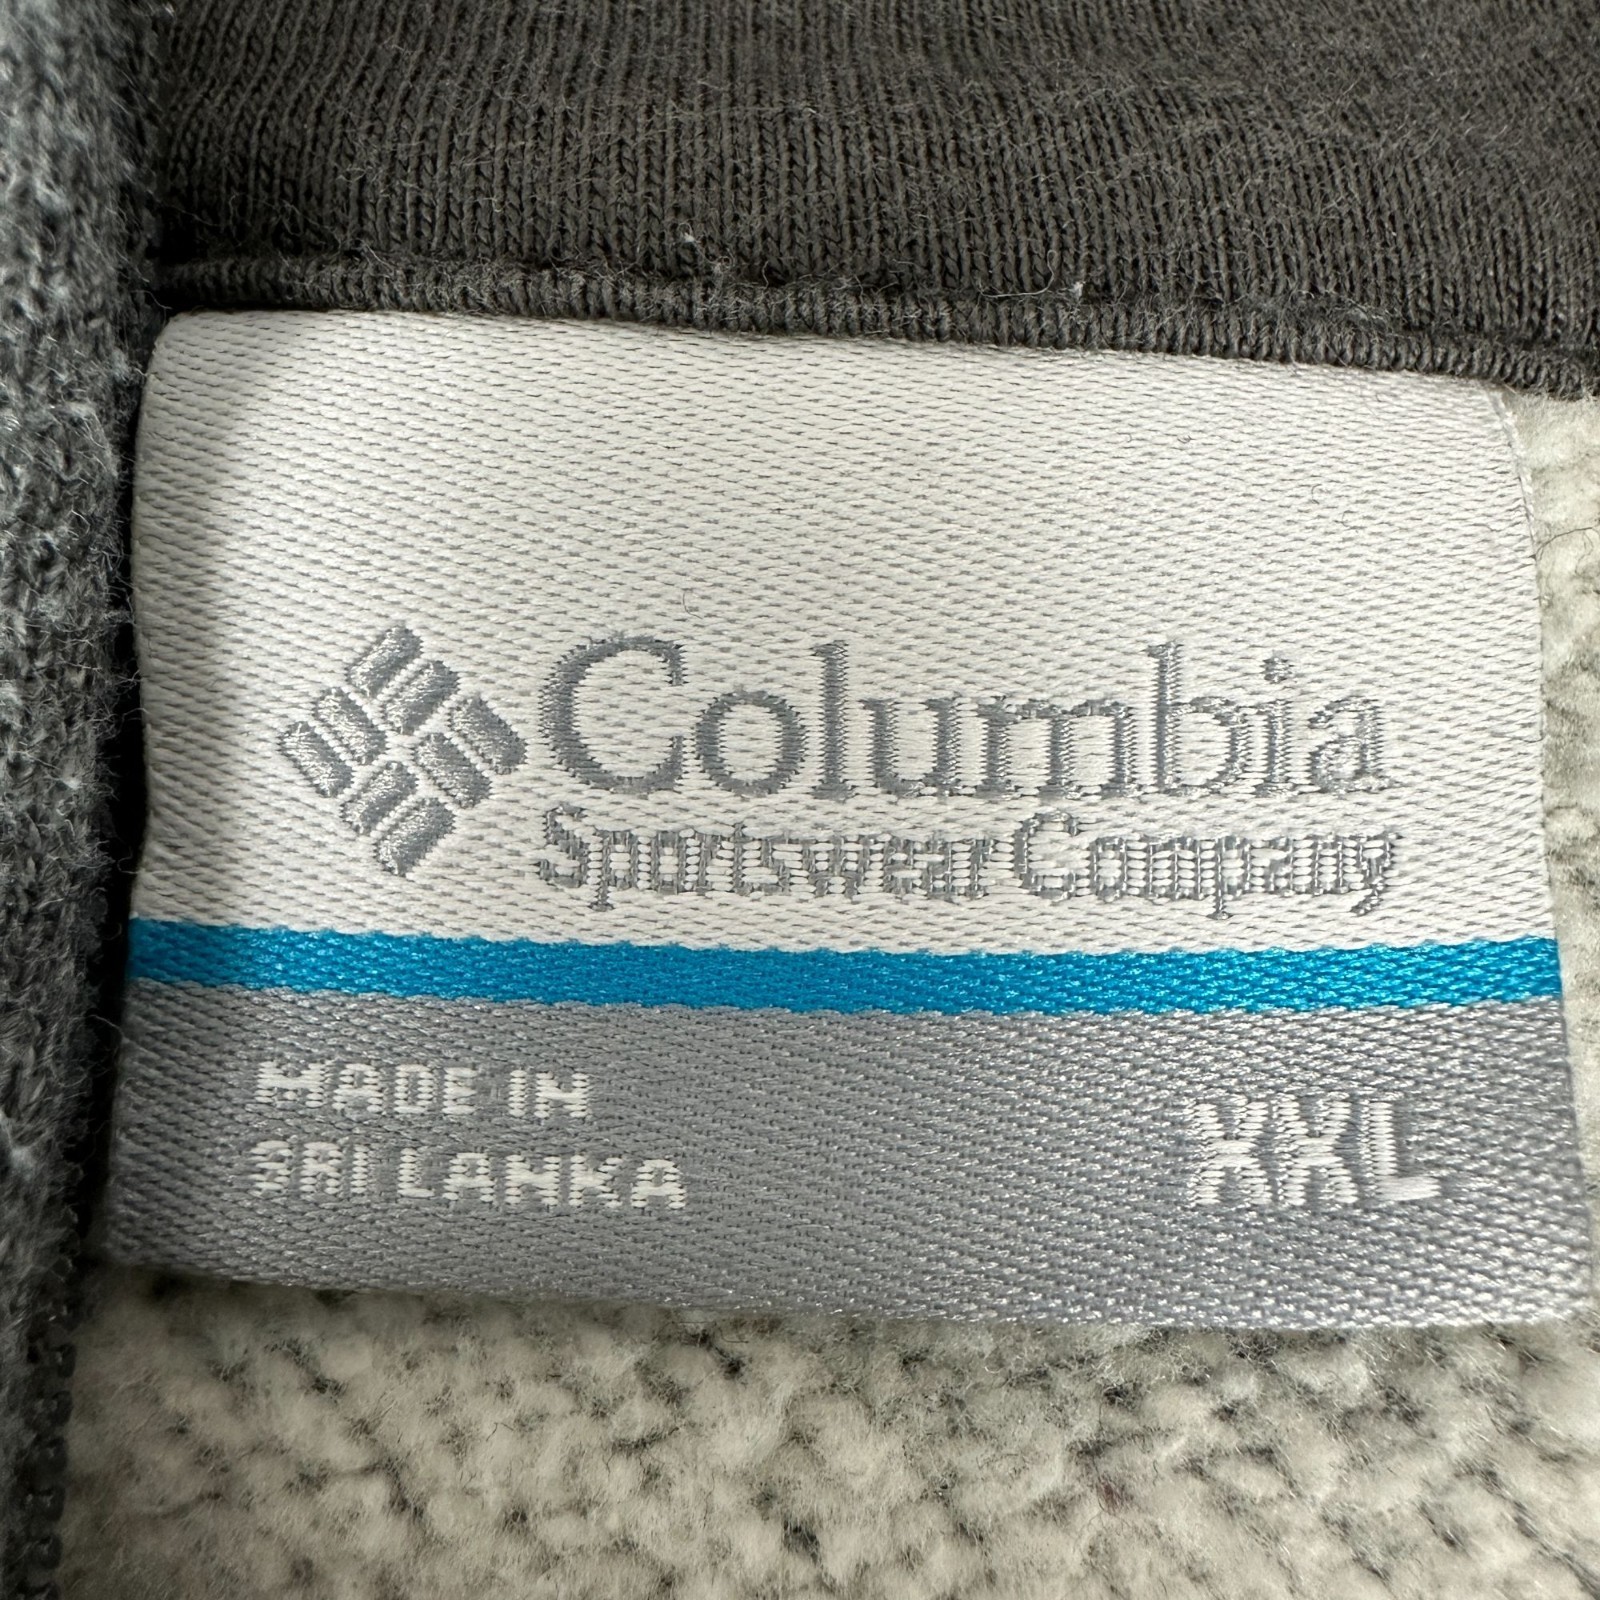 Columbia
Sportswear Company
MADE IN
SRI LANKA
XXL